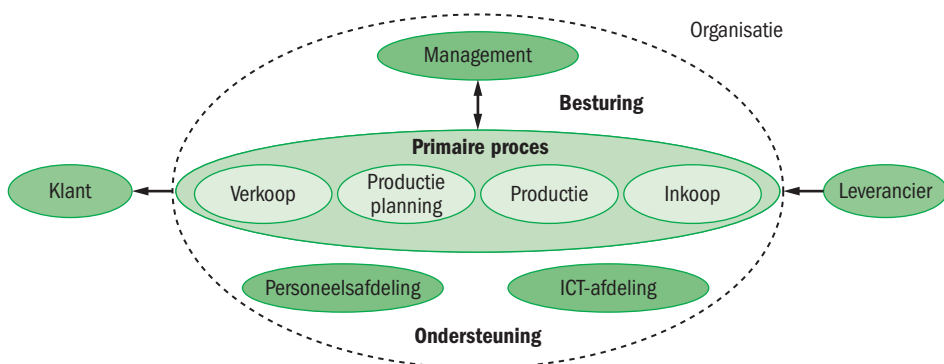 Organisatie
Management
Besturing
Primaire proces
Klant
Verkoop
Productie
planning
Productie
Inkoop
Leverancier
Personeelsafdeling
ICT-afdeling
Ondersteuning